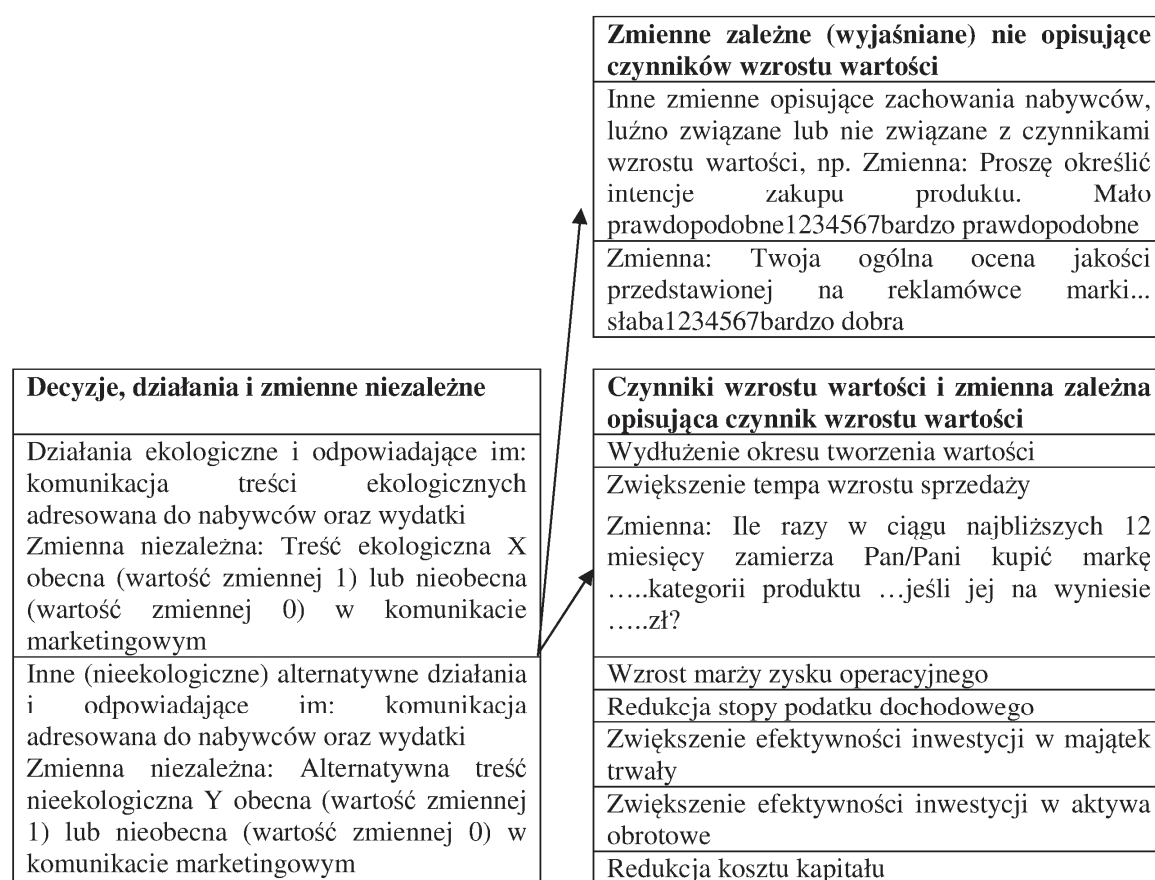 Zmienne zależne (wyjaśniane) nie opisujące
czynników wzrostu wartości
Inne zmienne opisujące zachowania nabywców,
luźno związane lub nie związane z czynnikami
wzrostu wartości, np. Zmienna: Proszę określić
intencje zakupu produktu. Mało
prawdopodobne1234567bardzo prawdopodobne
Zmienna: Twoja ogólna ocena jakości
przedstawionej na reklamówce marki...
słaba1234567bardzo dobra
Decyzje, działania i zmienne niezależne
Działania ekologiczne i odpowiadające im:
komunikacja treści ekologicznych
adresowana do nabywców oraz wydatki
Zmienna niezależna: Treść ekologiczna X
obecna (wartość zmiennej 1) lub nieobecna
(wartość zmiennej 0) w komunikacie
marketingowym
Inne (nieekologiczne) alternatywne działania
i odpowiadające im: komunikacja
adresowana do nabywców oraz wydatki
Zmienna niezależna: Alternatywna treść
nieekologiczna Y obecna (wartość zmiennej
1) lub nieobecna (wartość zmiennej 0) w
komunikacie marketingowym
Czynniki wzrostu wartości i zmienna zależna
opisująca czynnik wzrostu wartości
Wydłużenie okresu tworzenia wartości
Zwiększenie tempa wzrostu sprzedaży
Zmienna: Ile razy w ciągu najbliższych 12
miesięcy zamierza Pan/Pani kupić markę
…..kategorii produktu …jeśli jej na wyniesie
…..zł?
Wzrost marży zysku operacyjnego
Redukcja stopy podatku dochodowego
Zwiększenie efektywności inwestycji w majątek
trwały
Zwiększenie efektywności inwestycji w aktywa
obrotowe
Redukcja kosztu kapitału